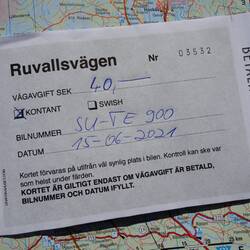 Ruvallsvägen
Nr 03532
VÄGAVGIFT SEK 40,—
KONTANT SWISH
BILNUMMER SU-TE 900
DATUM 15-06-2021
Kortet förvaras på utifrån väl synlig plats i bilen. Kontroll kan ske
som helst under färden.
KORTET ÄR GILTIGT ENDAST OM VÄGAVGIFT ÄR BETALD,
BILNUMMER OCH DATUM IFYLLT.